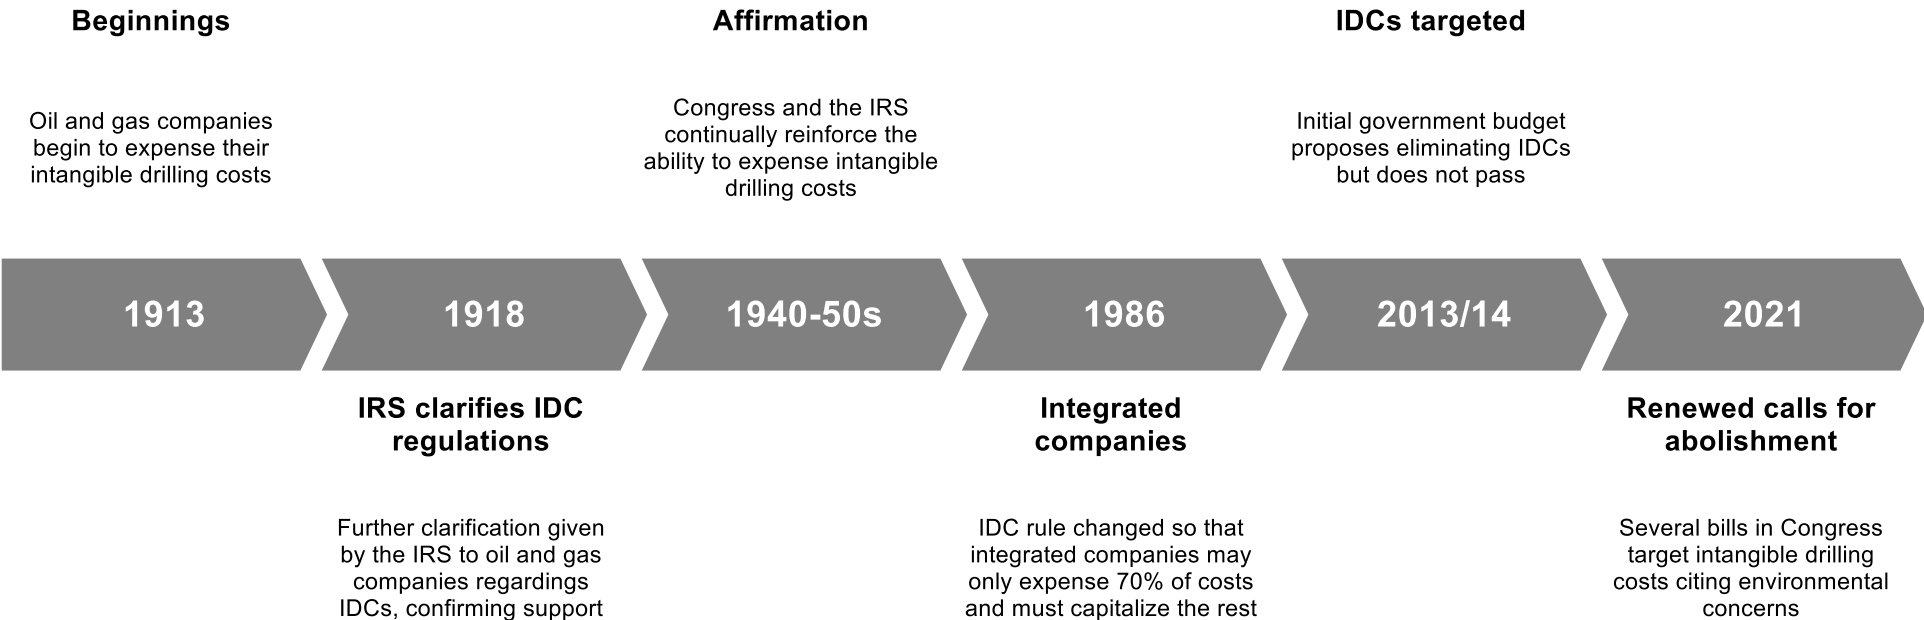 Beginnings
Oil and gas companies
begin to expense their
intangible drilling costs
Affirmation
Congress and the IRS
continually reinforce the
ability to expense intangible
drilling costs
IDCs targeted
Initial government budget
proposes eliminating IDCs
but does not pass
1913
1918
1940-50s
1986
2013/14
2021
IRS clarifies IDC
regulations
Further clarification given
by the IRS to oil and gas
companies regardings
IDCs, confirming support
Integrated
companies
IDC rule changed so that
integrated companies may
only expense 70% of costs
and must capitalize the rest
Renewed calls for
abolishment
Several bills in Congress
target intangible drilling
costs citing environmental
concerns